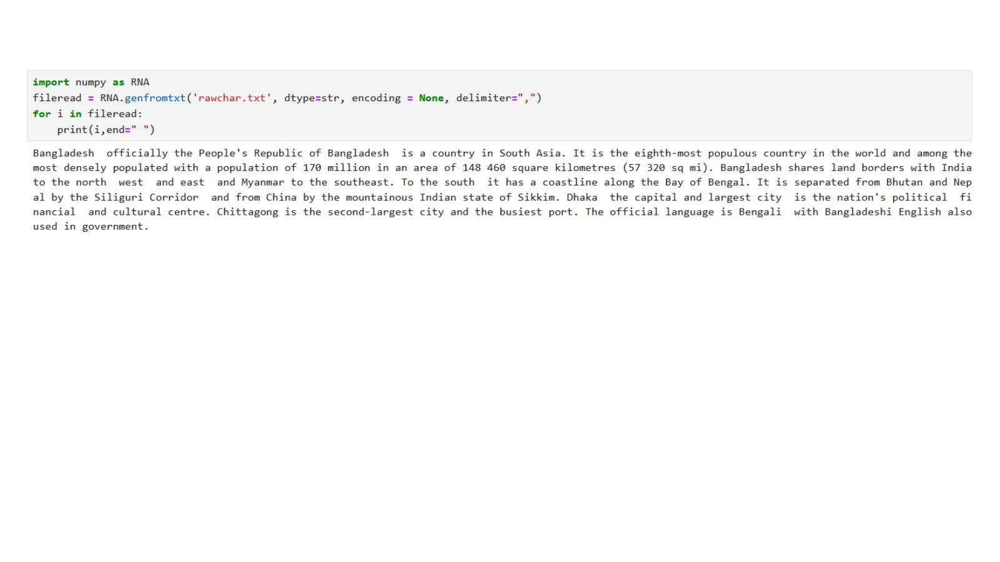 import numpy as RNA
fileread = RNA.genfromtxt('rawchar.txt', dtype=str, encoding = None, delimiter=",")
for i in fileread:
    print(i,end=" ")
Bangladesh  officially the People's Republic of Bangladesh  is a country in South Asia. It is the eighth-most populous country in the world and among the
most densely populated with a population of 170 million in an area of 148 460 square kilometres (57 320 sq mi). Bangladesh shares land borders with India
to the north  west  and east  and Myanmar to the southeast. To the south  it has a coastline along the Bay of Bengal. It is separated from Bhutan and Nep
al by the Siliguri Corridor  and from China by the mountainous Indian state of Sikkim. Dhaka  the capital and largest city  is the nation's political  fi
nancial  and cultural centre. Chittagong is the second-largest city and the busiest port. The official language is Bengali  with Bangladeshi English also
used in government.